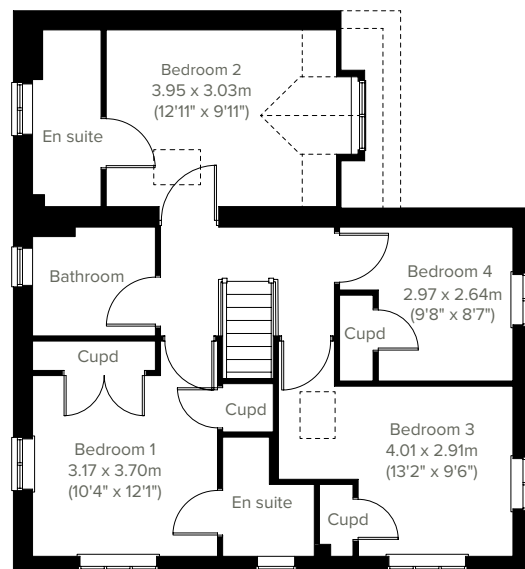 Bedroom 2
3.95 x 3.03m
(12'11" x 9'11")
En suite
Bathroom
Bedroom 4
2.97 x 2.64m
(9'8" x 8'7")
Cupd
Cupd
Cupd
Bedroom 1
3.17 x 3.70m
(10'4" x 12'1")
Bedroom 3
4.01 x 2.91m
(13'2" x 9'6")
En suite
Cupd